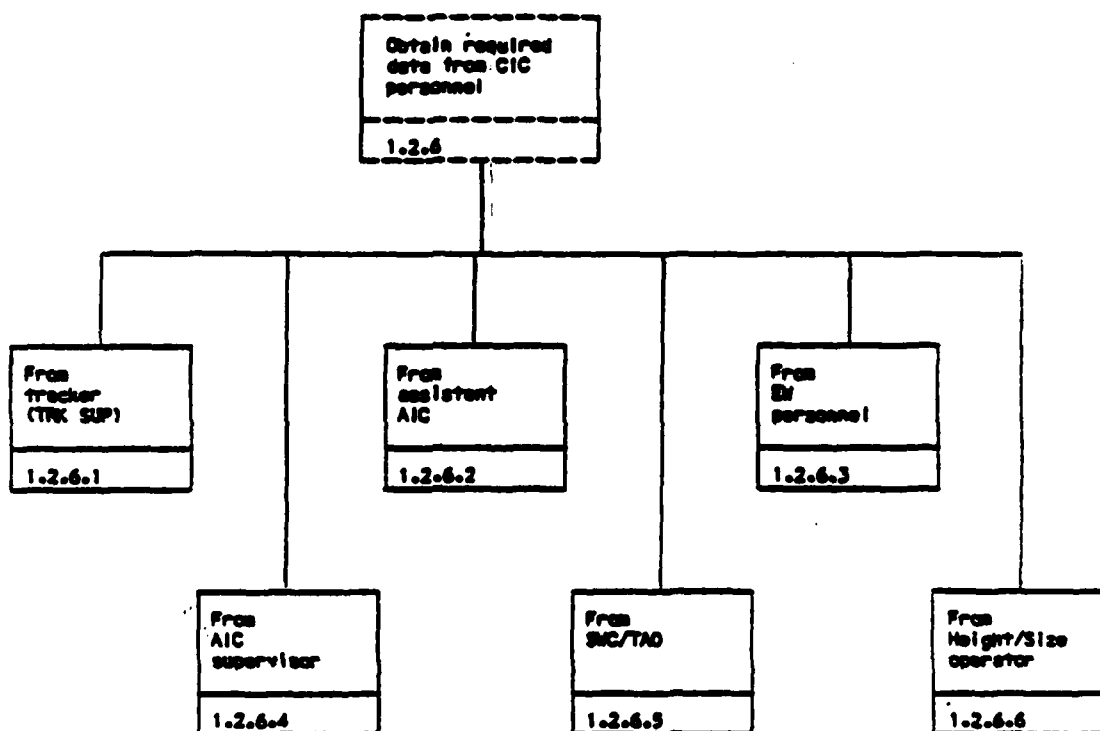 Obtain required
data from CIC
personnel
1.2.6
From
tracker
(TRK SUP)
1.2.6.1
From
assistant
AIC
1.2.6.2
From
EW
personnel
1.2.6.3
From
AIC
supervisor
1.2.6.4
From
SWC/TAO
1.2.6.5
From
Height/Size
operator
1.2.6.6